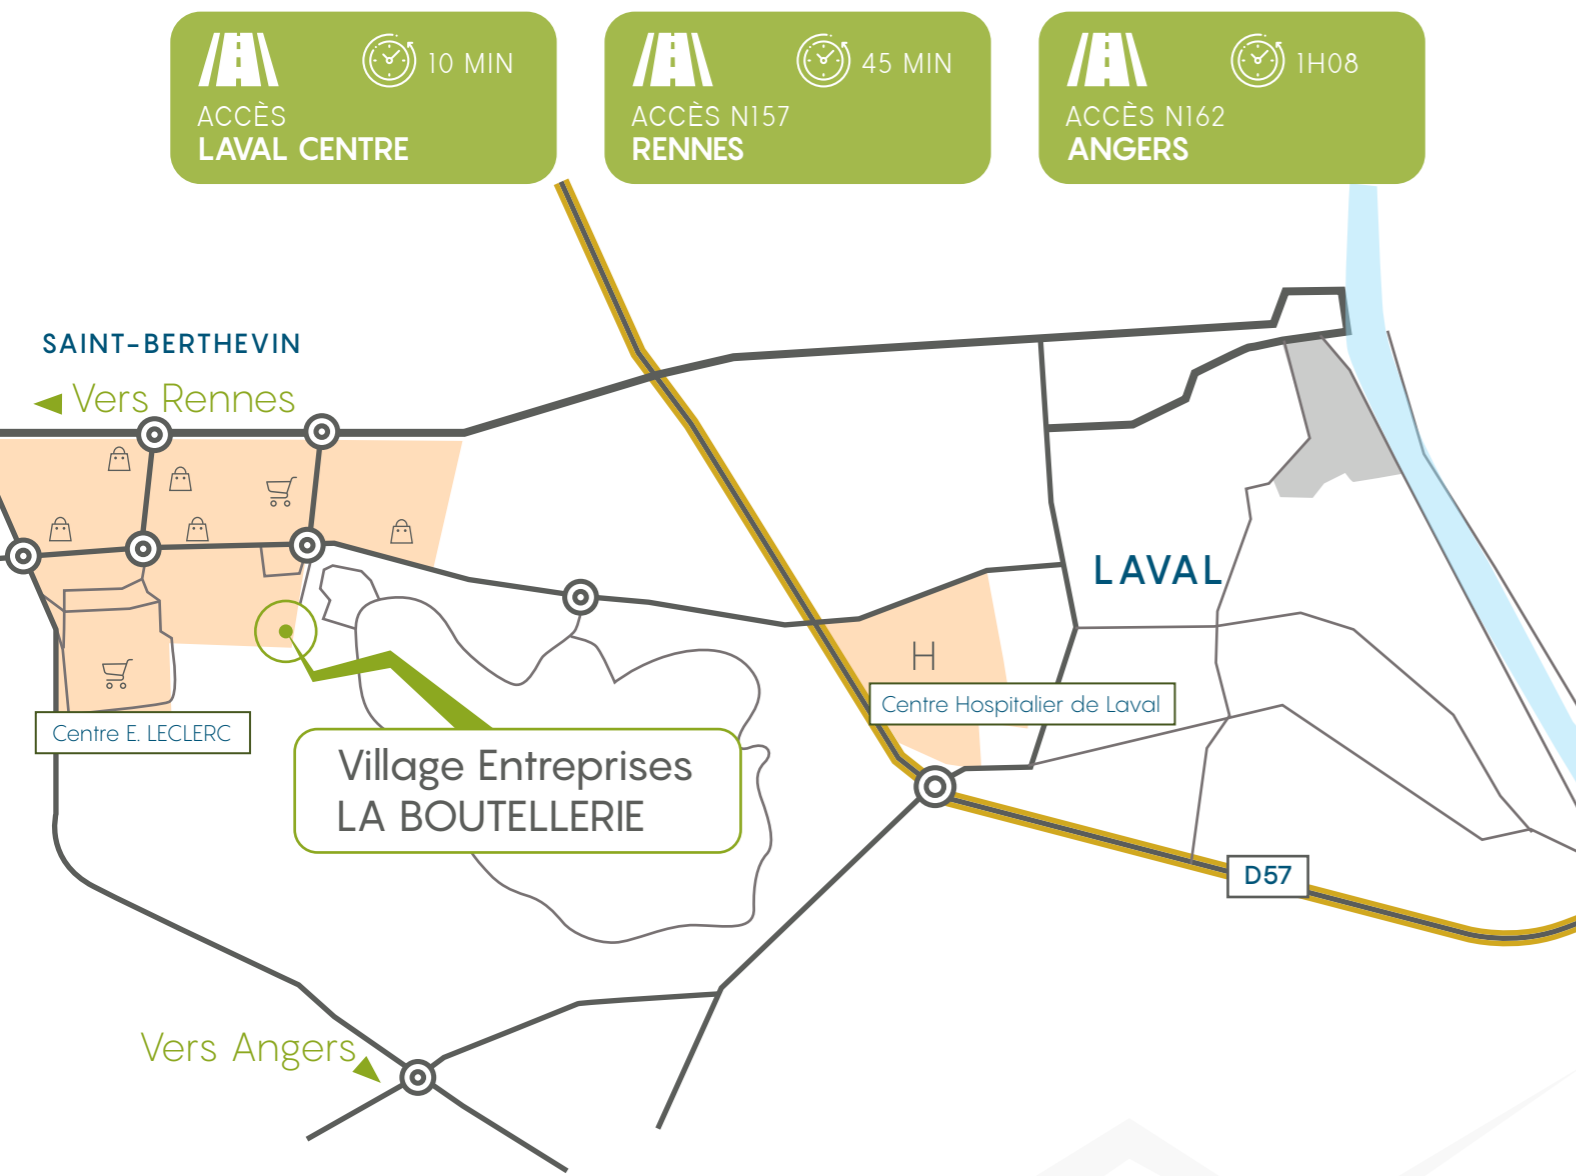 10 MIN
ACCÈS
LAVAL CENTRE
45 MIN
ACCÈS N157
RENNES
1H08
ACCÈS N162
ANGERS
SAINT-BERTHEVIN
Vers Rennes
LAVAL
H
Centre Hospitalier de Laval
Centre E. LECLERC
Village Entreprises
LA BOUTELLERIE
D57
Vers Angers